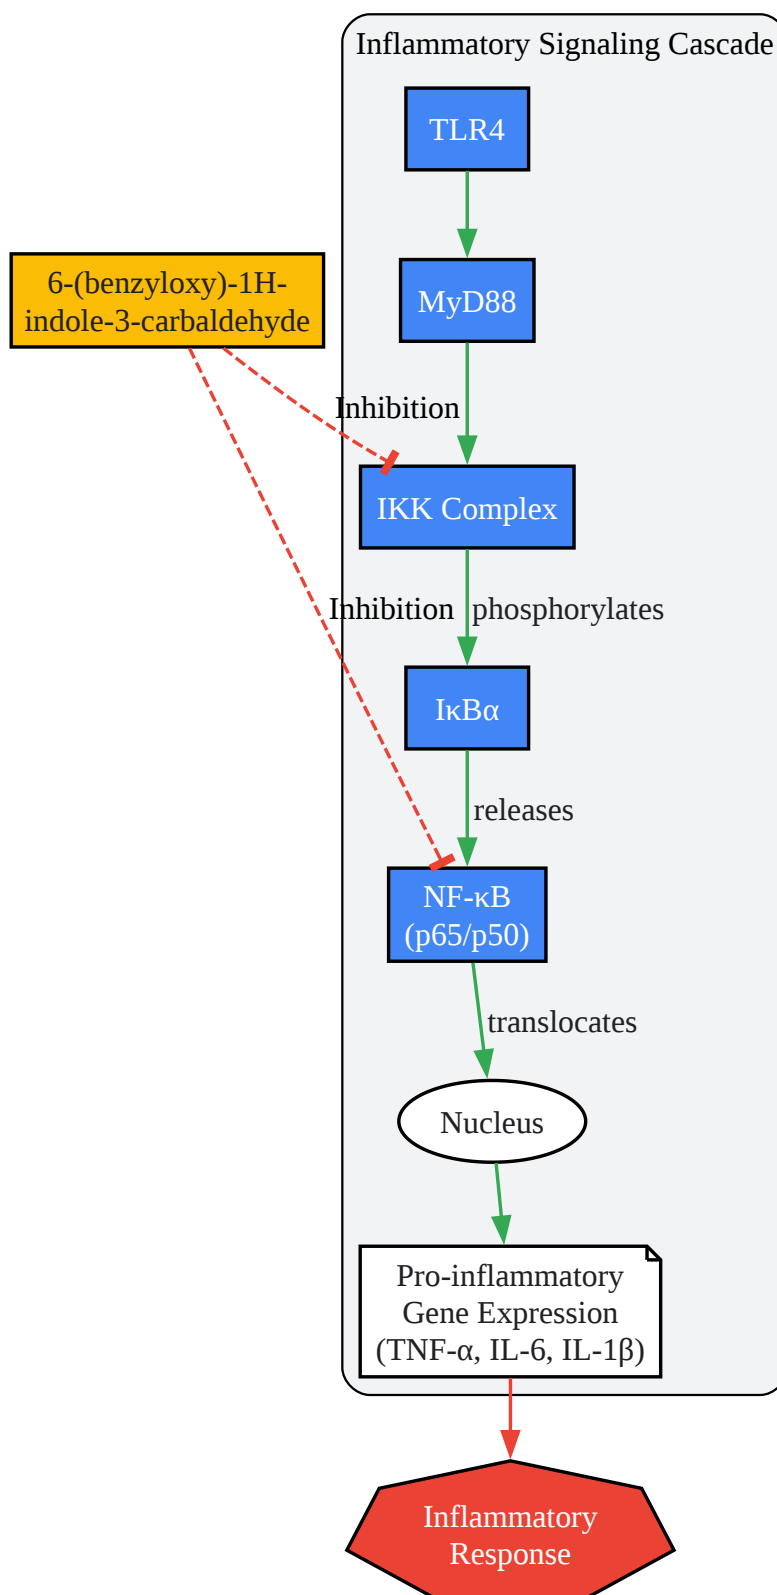 Inflammatory Signaling Cascade
TLR4
6-(benzyloxy)-1H-
indole-3-carbaldehyde
MyD88
Inhibition
IKK Complex
Inhibition
phosphorylates
IκBα
releases
NF-κB
(p65/p50)
translocates
Nucleus
Pro-inflammatory
Gene Expression
(TNF-α, IL-6, IL-1β)
Inflammatory
Response